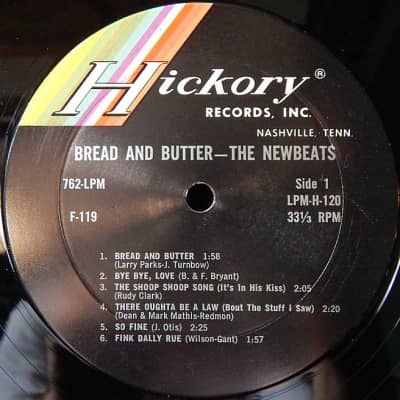 Hickory®
RECORDS, INC.
NASHVILLE, TENN.
BREAD AND BUTTER—THE NEWBEATS
762-LPM Side 1
LPM-H-120
F-119 33⅓ RPM
1. BREAD AND BUTTER 1:58
(Larry Parks-J. Turnbow)
2. BYE BYE, LOVE (B. & F. Bryant)
3. THE SHOOP SHOOP SONG (It's In His Kiss) 2:05
(Rudy Clark)
4. THERE OUGHTA BE A LAW (Bout The Stuff I Saw) 2:20
(Dean & Mark Mathis-Redmon)
5. SO FINE (J. Otis) 2:25
6. FINK DALLY RUE (Wilson-Gant) 1:57